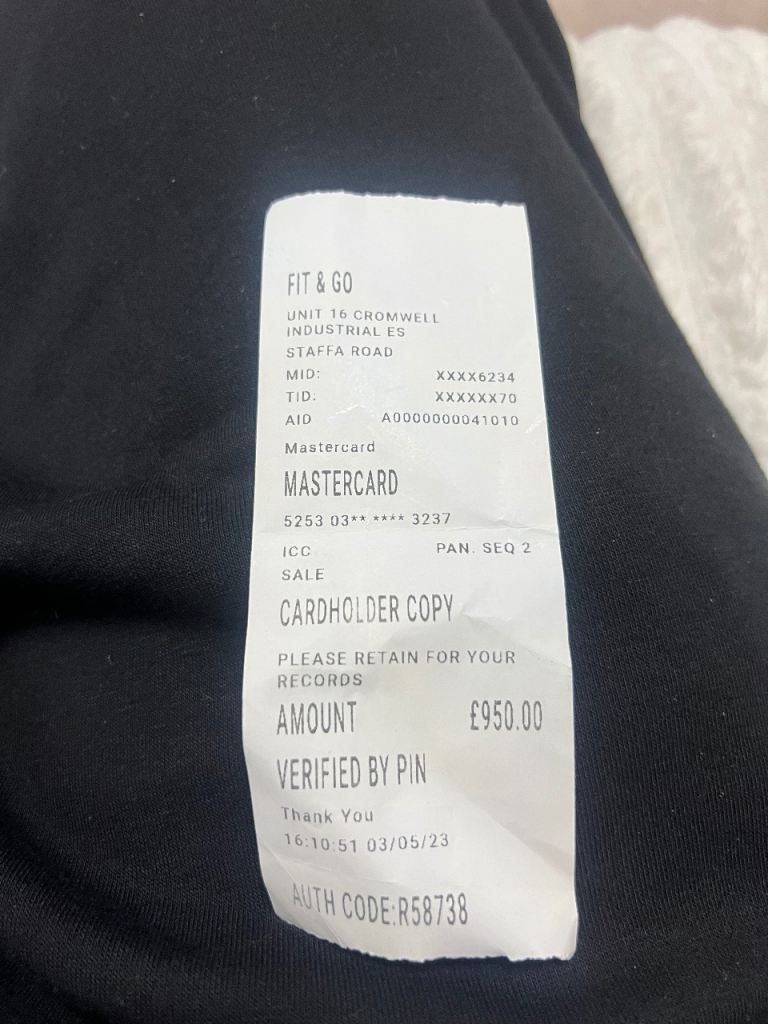 FIT & GO
UNIT 16 CROMWELL
INDUSTRIAL ES
STAFFA ROAD
MID: XXXX6234
TID: XXXXXX70
AID A0000000041010
Mastercard
MASTERCARD
5253 03** **** 3237
ICC PAN. SEQ 2
SALE
CARDHOLDER COPY
PLEASE RETAIN FOR YOUR
RECORDS
AMOUNT £950.00
VERIFIED BY PIN
Thank You
16:10:51 03/05/23
AUTH CODE:R58738